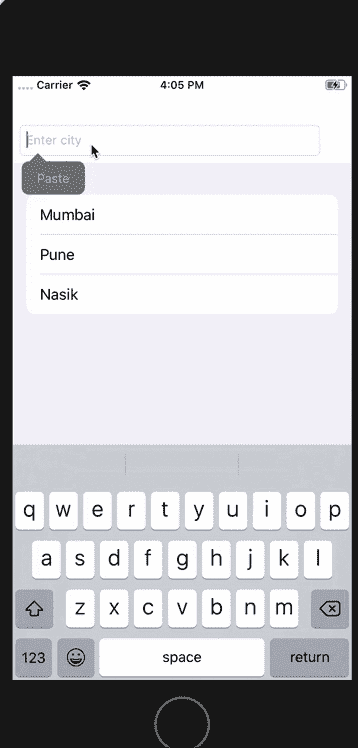 Carrier 4:05 PM
Enter city
Paste
Mumbai
Pune
Nasik
q w e r t y u i o p
a s d f g h j k l
z x c v b n m
123 space return